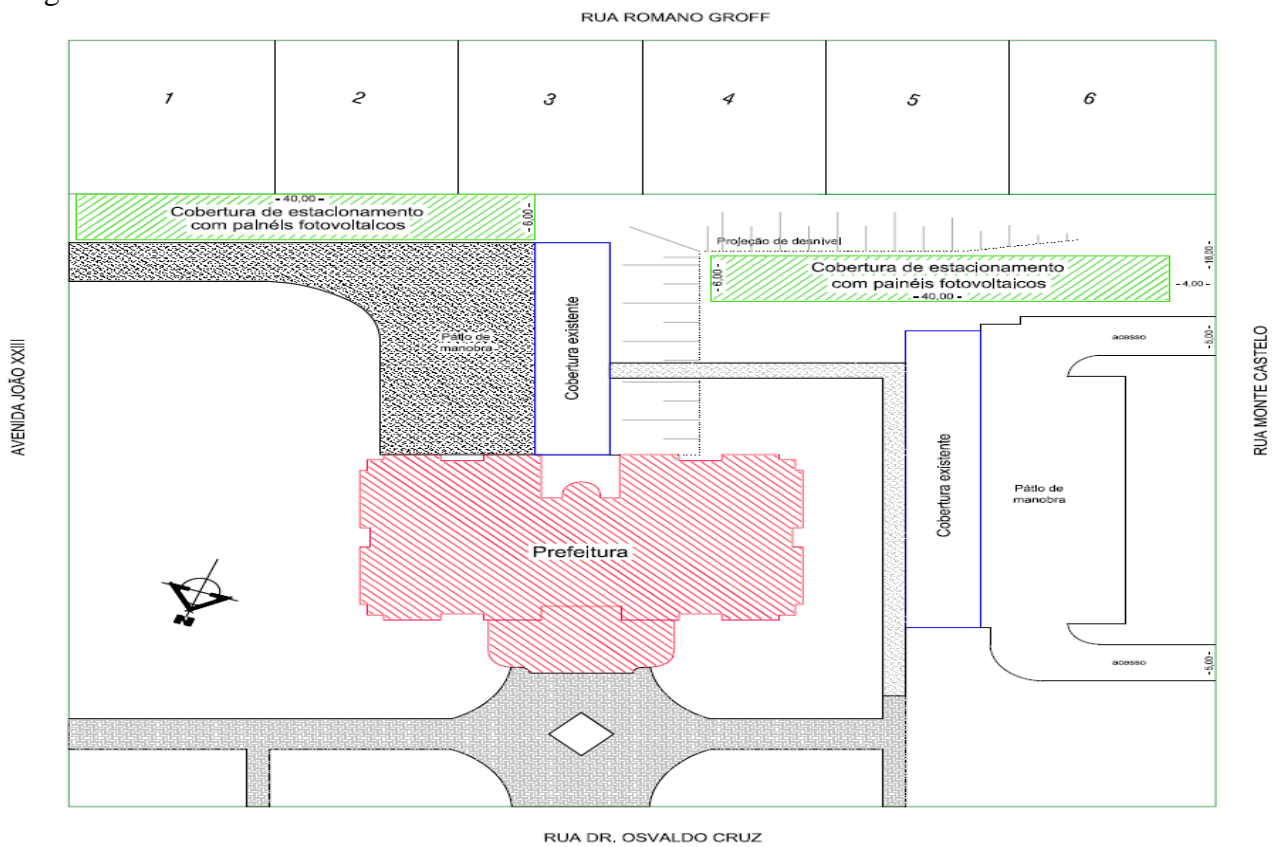 RUA ROMANO GROFF
1
2
3
4
5
6
- 40,00 -
Cobertura de estacionamento
com painéis fotovoltaicos
- 6,00 -
Projeção de desnível
- 16,00 -
Cobertura de estacionamento
com painéis fotovoltaicos
- 40,00 -
- 6,00 -
- 4,00 -
Pátio de
manobra
Cobertura existente
acesso
- 5,00 -
AVENIDA JOÃO XXIII
RUA MONTE CASTELO
Cobertura existente
Pátio de
manobra
Prefeitura
N
acesso
- 5,00 -
RUA DR. OSVALDO CRUZ